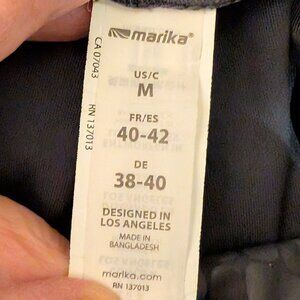 marika®
US/C
M
FR/ES
40-42
DE
38-40
DESIGNED IN
LOS ANGELES
MADE IN
BANGLADESH
marika.com
RN 137013
CA 07043
RN 137013